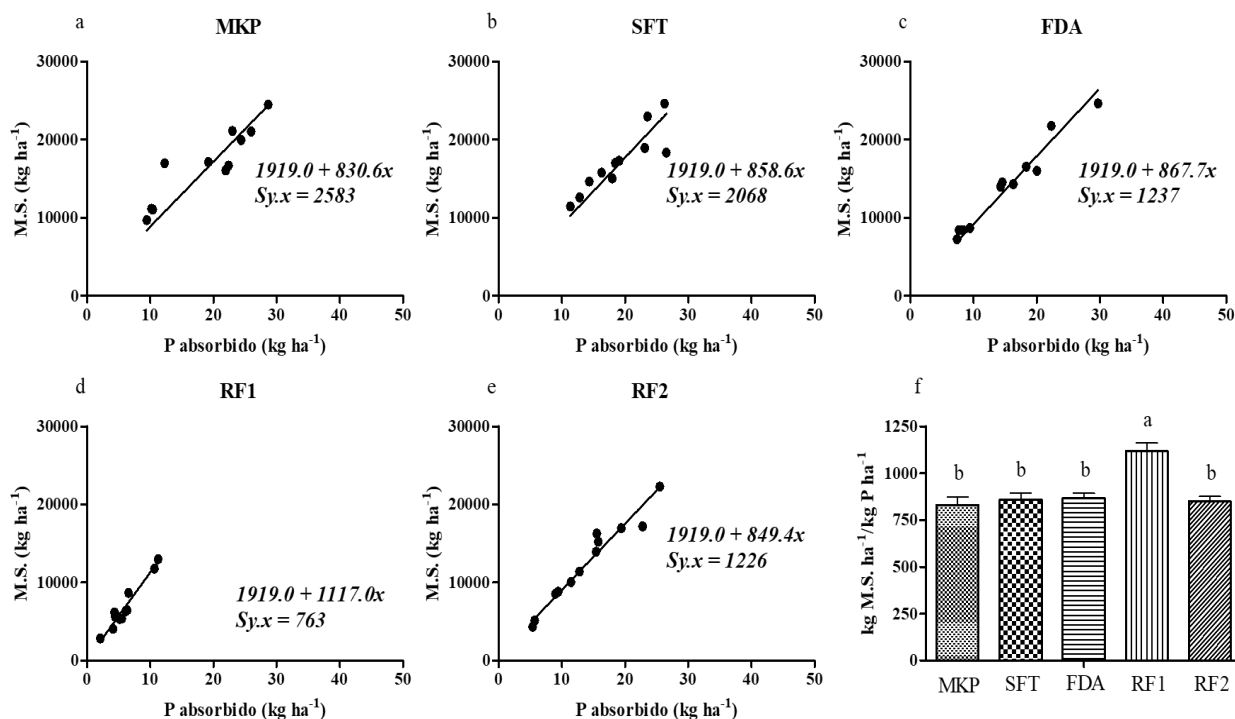 a
MKP
M.S. (kg ha⁻¹)
30000
20000
10000
0
0 10 20 30 40 50
P absorbido (kg ha⁻¹)
1919.0 + 830.6x
Sy.x = 2583
b
SFT
M.S. (kg ha⁻¹)
30000
20000
10000
0
0 10 20 30 40 50
P absorbido (kg ha⁻¹)
1919.0 + 858.6x
Sy.x = 2068
c
FDA
M.S. (kg ha⁻¹)
30000
20000
10000
0
0 10 20 30 40 50
P absorbido (kg ha⁻¹)
1919.0 + 867.7x
Sy.x = 1237
d
RF1
M.S. (kg ha⁻¹)
30000
20000
10000
0
0 10 20 30 40 50
P absorbido (kg ha⁻¹)
1919.0 + 1117.0x
Sy.x = 763
e
RF2
M.S. (kg ha⁻¹)
30000
20000
10000
0
0 10 20 30 40 50
P absorbido (kg ha⁻¹)
1919.0 + 849.4x
Sy.x = 1226
f
kg M.S. ha⁻¹/kg P ha⁻¹
1250
1000
750
500
250
0
b b b a b
MKP SFT FDA RF1 RF2